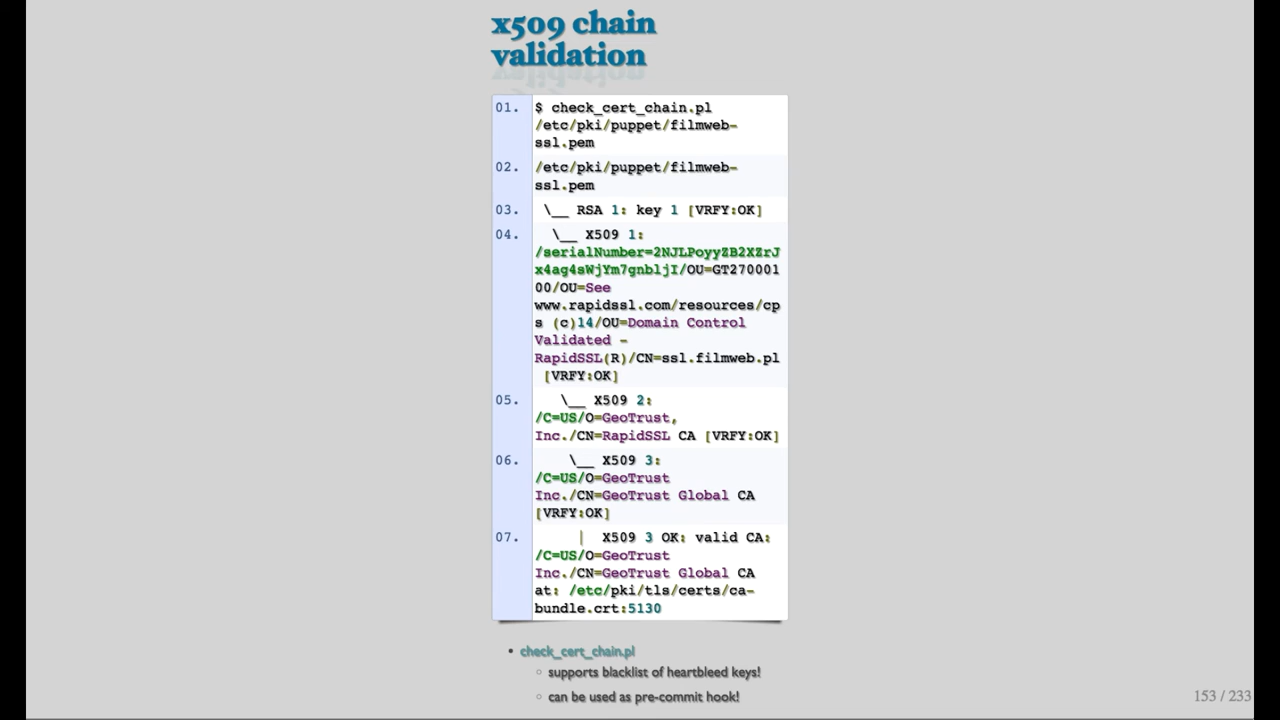 x509 chain
validation
01. $ check_cert_chain.pl
/etc/pki/puppet/filmweb-
ssl.pem
02. /etc/pki/puppet/filmweb-
ssl.pem
03. \__ RSA 1: key 1 [VRFY:OK]
04. \__ X509 1:
/serialNumber=2NJLPoyyZB2XZrJ
x4ag4sWjYm7gnbljI/OU=GT270001
00/OU=See
www.rapidssl.com/resources/cp
s (c)14/OU=Domain Control
Validated -
RapidSSL(R)/CN=ssl.filmweb.pl
[VRFY:OK]
05. \__ X509 2:
/C=US/O=GeoTrust,
Inc./CN=RapidSSL CA [VRFY:OK]
06. \__ X509 3:
/C=US/O=GeoTrust
Inc./CN=GeoTrust Global CA
[VRFY:OK]
07. | X509 3 OK: valid CA:
/C=US/O=GeoTrust
Inc./CN=GeoTrust Global CA
at: /etc/pki/tls/certs/ca-
bundle.crt:5130
• check_cert_chain.pl
○ supports blacklist of heartbleed keys!
○ can be used as pre-commit hook!
153 / 233